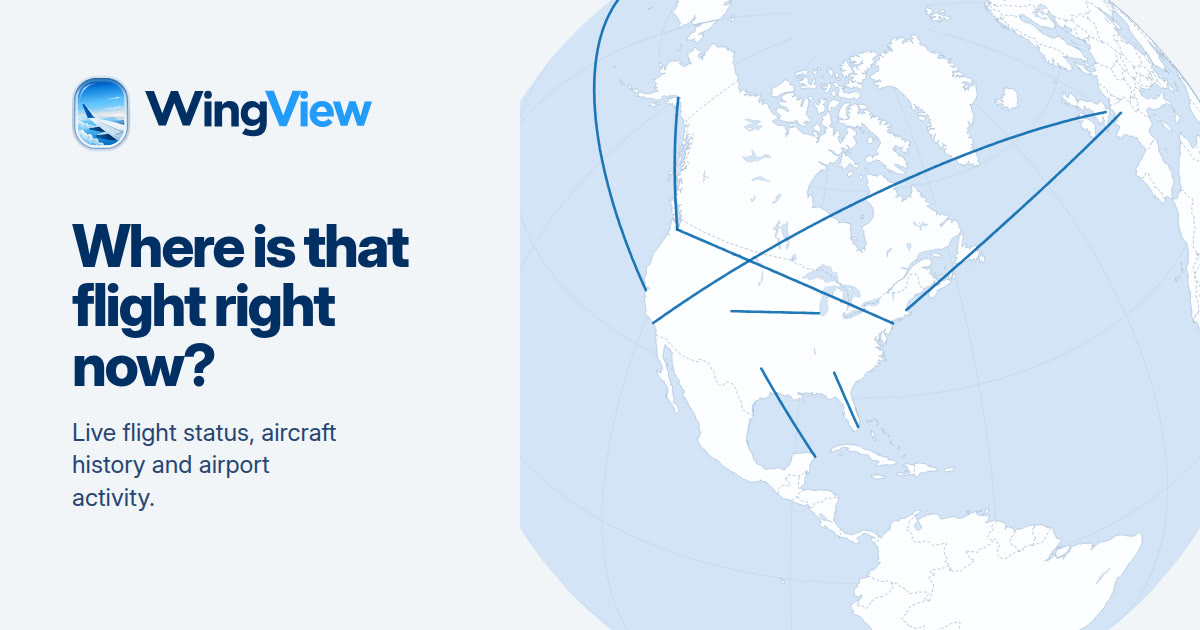 WingView
Where is that
flight right
now?
Live flight status, aircraft
history and airport
activity.